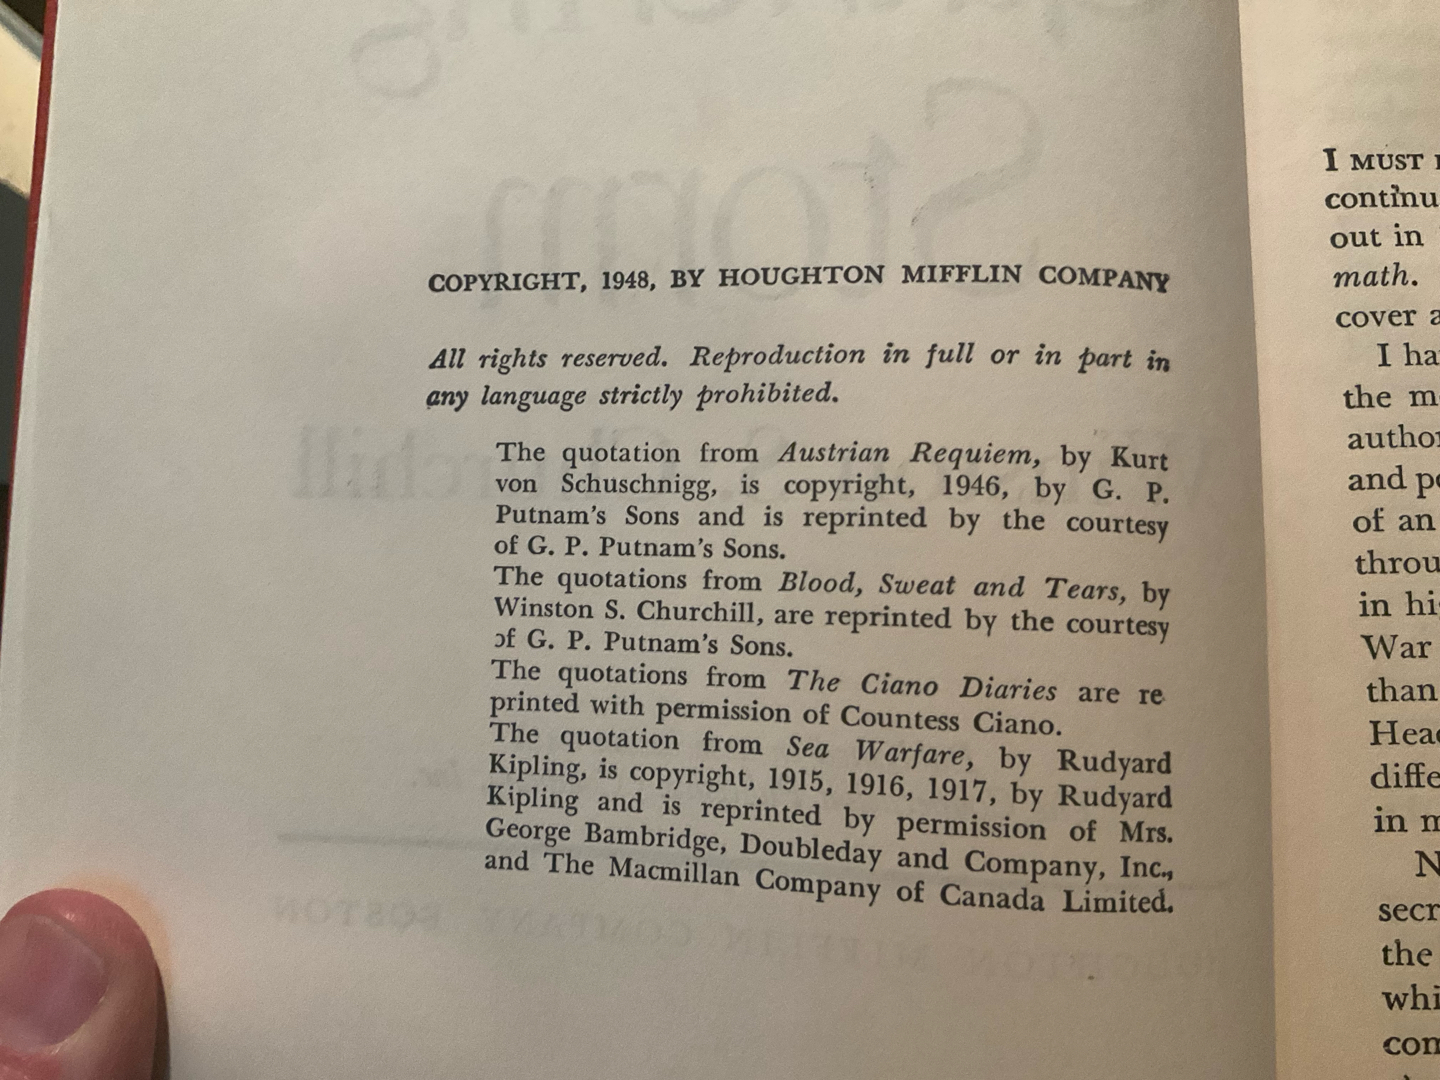 COPYRIGHT, 1948, BY HOUGHTON MIFFLIN COMPANY
All rights reserved. Reproduction in full or in part in
any language strictly prohibited.
The quotation from Austrian Requiem, by Kurt
von Schuschnigg, is copyright, 1946, by G. P.
Putnam's Sons and is reprinted by the courtesy
of G. P. Putnam's Sons.
The quotations from Blood, Sweat and Tears, by
Winston S. Churchill, are reprinted by the courtesy
of G. P. Putnam's Sons.
The quotations from The Ciano Diaries are re
printed with permission of Countess Ciano.
The quotation from Sea Warfare, by Rudyard
Kipling, is copyright, 1915, 1916, 1917, by Rudyard
Kipling and is reprinted by permission of Mrs.
George Bambridge, Doubleday and Company, Inc.,
and The Macmillan Company of Canada Limited.
I MUST
continu
out in
math.
cover a
I ha
the m
author
and po
of an
throu
in hi
War
than
Head
diffe
in m
N
secr
the
whi
com